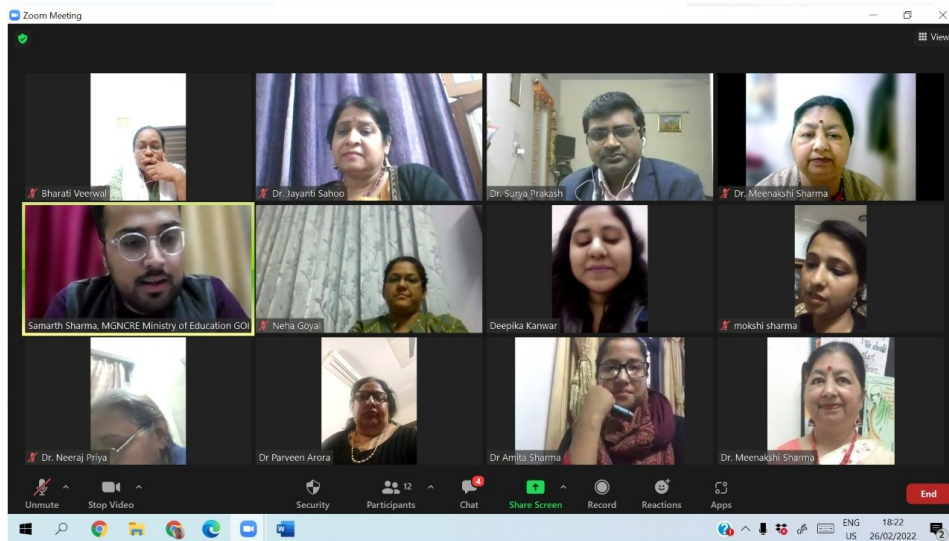 Zoom Meeting
View
Bharati Veerwal
Dr. Jayanti Sahoo
Dr. Surya Prakash
Dr. Meenakshi Sharma
Samarth Sharma, MGNCRE Ministry of Education GOI
Neha Goyal
Deepika Kanwar
mokshi sharma
Dr. Neeraj Priya
Dr Parveen Arora
Dr Amita Sharma
Dr. Meenakshi Sharma
12
4
Unmute
Stop Video
Security
Participants
Chat
Share Screen
Record
Reactions
Apps
End
W
ENG
US
18:22
26/02/2022
2